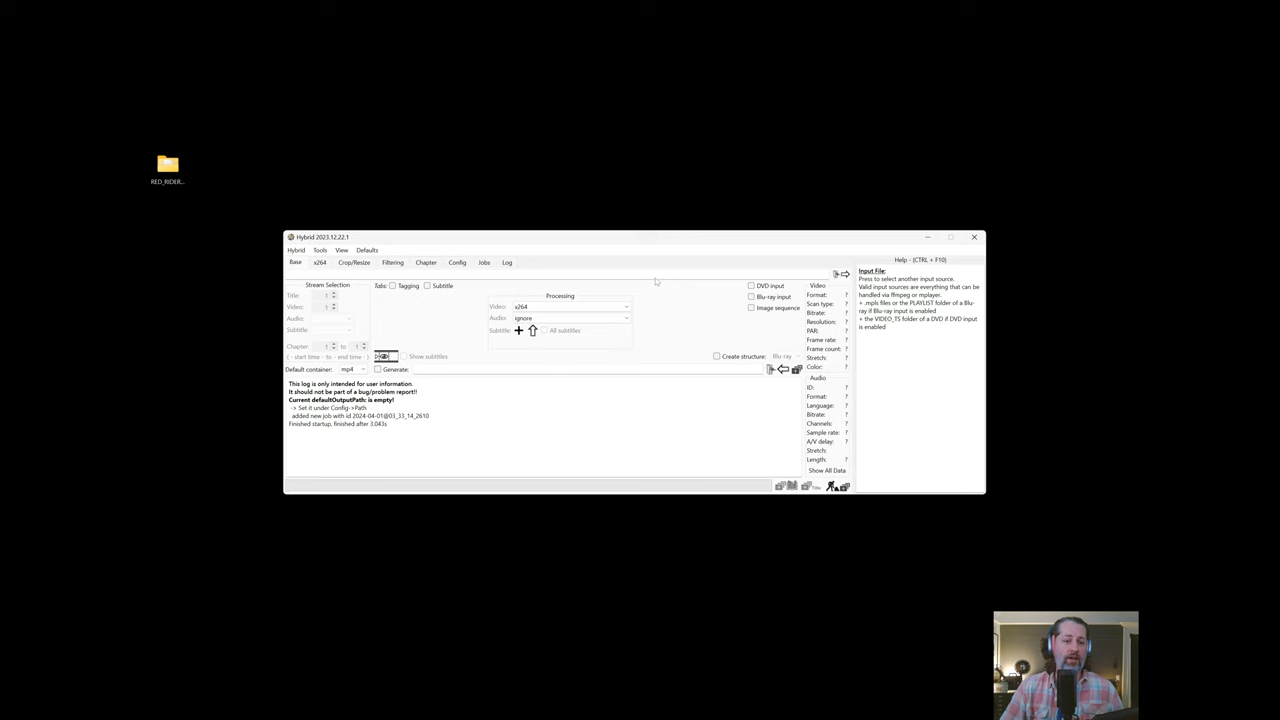 RED_RIDER...
Hybrid 2023.12.22.1
Hybrid Tools View Defaults
Base x264 Crop/Resize Filtering Chapter Config Jobs Log
Stream Selection
Title: 1
Video: 1
Audio:
Subtitle:
Chapter: 1 to 1
( - start time - to - end time - )
Tabs: Tagging Subtitle
Processing
Video: x264
Audio: ignore
Subtitle: All subtitles
Show subtitles
DVD input
Blu-ray input
Image sequence
Create structure: Blu-ray
Default container: mp4 Generate:
This log is only intended for user information.
It should not be part of a bug/problem report!!
Current defaultOutputPath: is empty!
-> Set it under Config->Path
added new job with id 2024-04-01@03_33_14_2610
Finished startup, finished after 3.043s
Video
Format: ?
Scan type: ?
Bitrate: ?
Resolution: ?
PAR: ?
Frame rate: ?
Frame count: ?
Stretch: ?
Color: ?
Audio
ID: ?
Format: ?
Language: ?
Bitrate: ?
Channels: ?
Sample rate: ?
A/V delay: ?
Stretch: ?
Length: ?
Show All Data
Title
Help - (CTRL + F10)
Input File:
Press to select another input source.
Valid input sources are everything that can be
handled via ffmpeg or mplayer.
+ .mpls files or the PLAYLIST folder of a Blu-
ray if Blu-ray input is enabled
+ the VIDEO_TS folder of a DVD if DVD input
is enabled